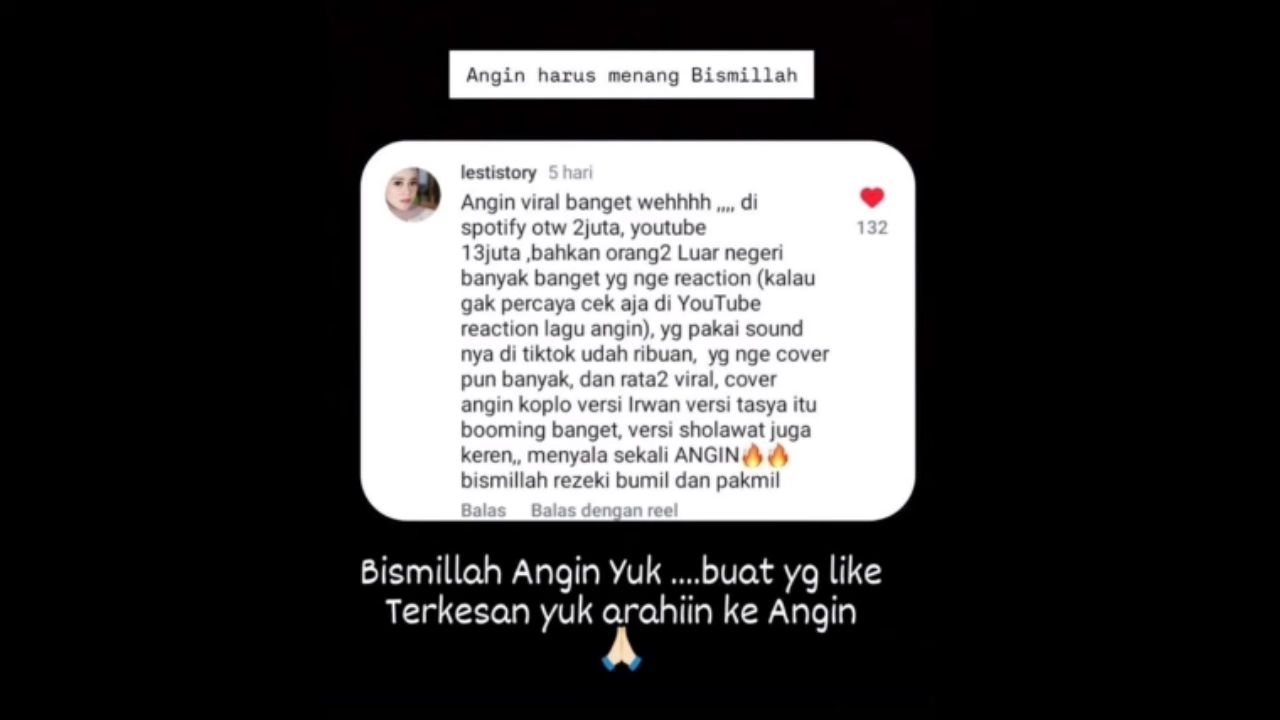 Angin harus menang Bismillah
lestistory 5 hari
Angin viral banget wehhhh ,,,, di
spotify otw 2juta, youtube
13juta ,bahkan orang2 Luar negeri
banyak banget yg nge reaction (kalau
gak percaya cek aja di YouTube
reaction lagu angin), yg pakai sound
nya di tiktok udah ribuan, yg nge cover
pun banyak, dan rata2 viral, cover
angin koplo versi Irwan versi tasya itu
booming banget, versi sholawat juga
keren,, menyala sekali ANGIN🔥🔥
bismillah rezeki bumil dan pakmil
132
Balas Balas dengan reel
Bismillah Angin Yuk ....buat yg like
Terkesan yuk arahiin ke Angin
🙏🏻